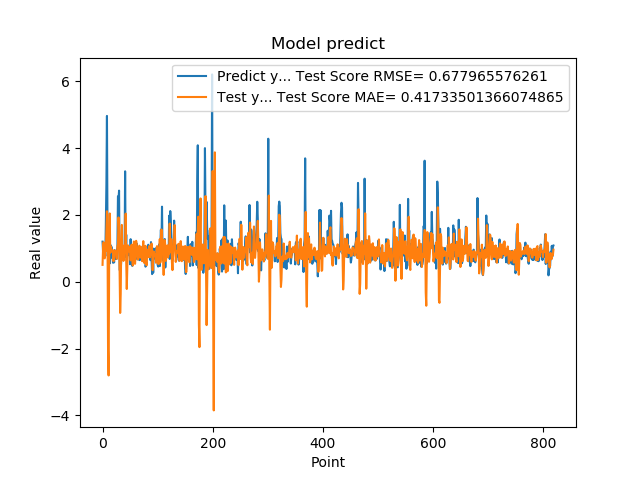 Model predict
Predict y... Test Score RMSE= 0.677965576261
Test y... Test Score MAE= 0.41733501366074865
Real value
6
4
2
0
−2
−4
0 200 400 600 800
Point